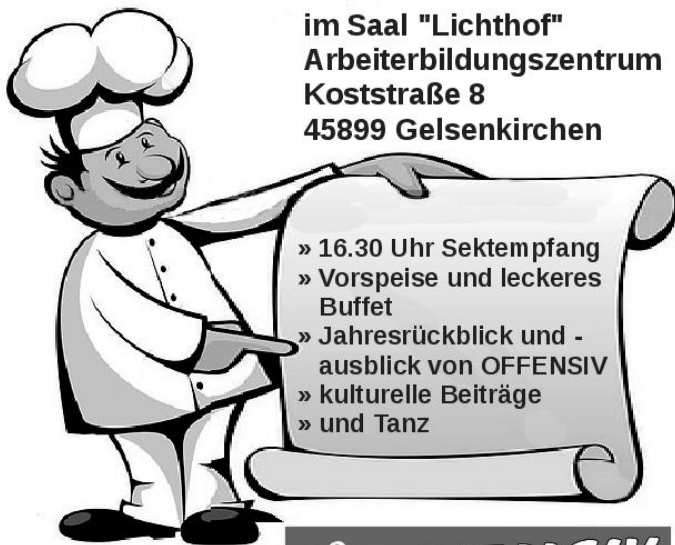 im Saal "Lichthof"
Arbeiterbildungszentrum
Koststraße 8
45899 Gelsenkirchen
» 16.30 Uhr Sektempfang
» Vorspeise und leckeres
Buffet
» Jahresrückblick und -
ausblick von OFFENSIV
» kulturelle Beiträge
» und Tanz